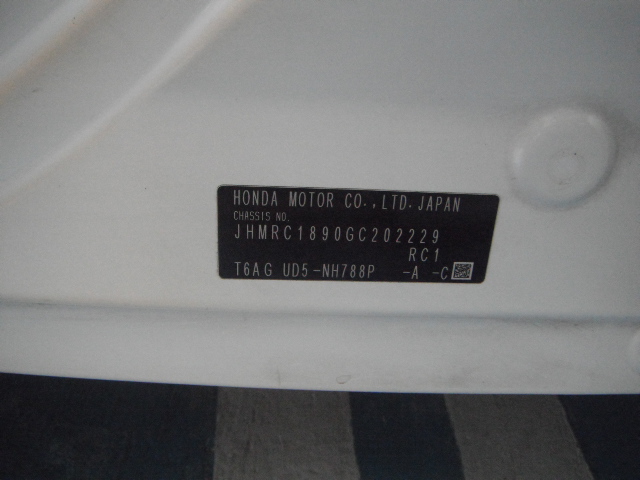 HONDA MOTOR CO.,LTD. JAPAN
CHASSIS NO.
JHMRC1890GC202229
RC1
T6AG UD5-NH788P -A -C